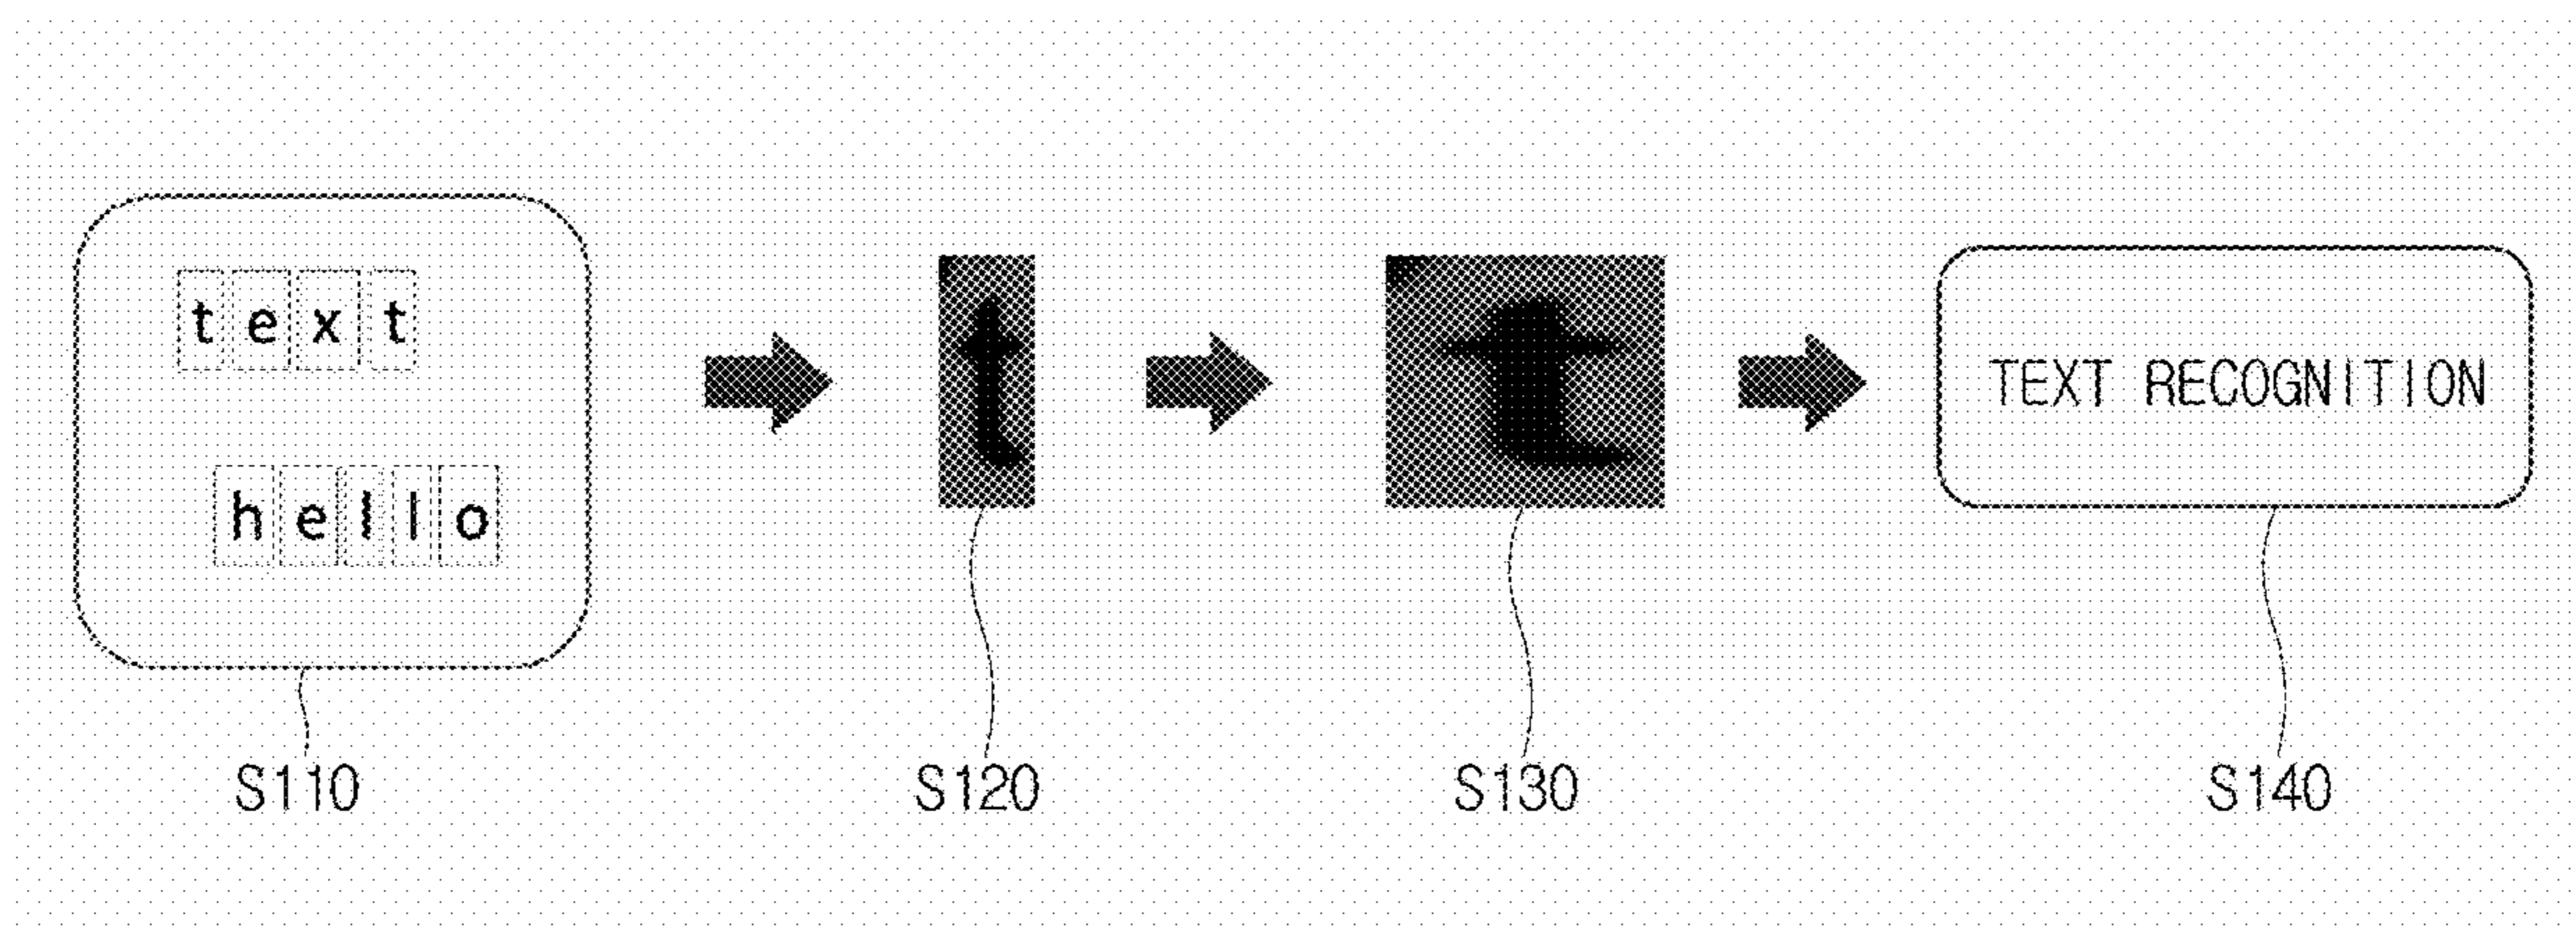 text
hello
t
t
TEXT RECOGNITION
S110
S120
S130
S140